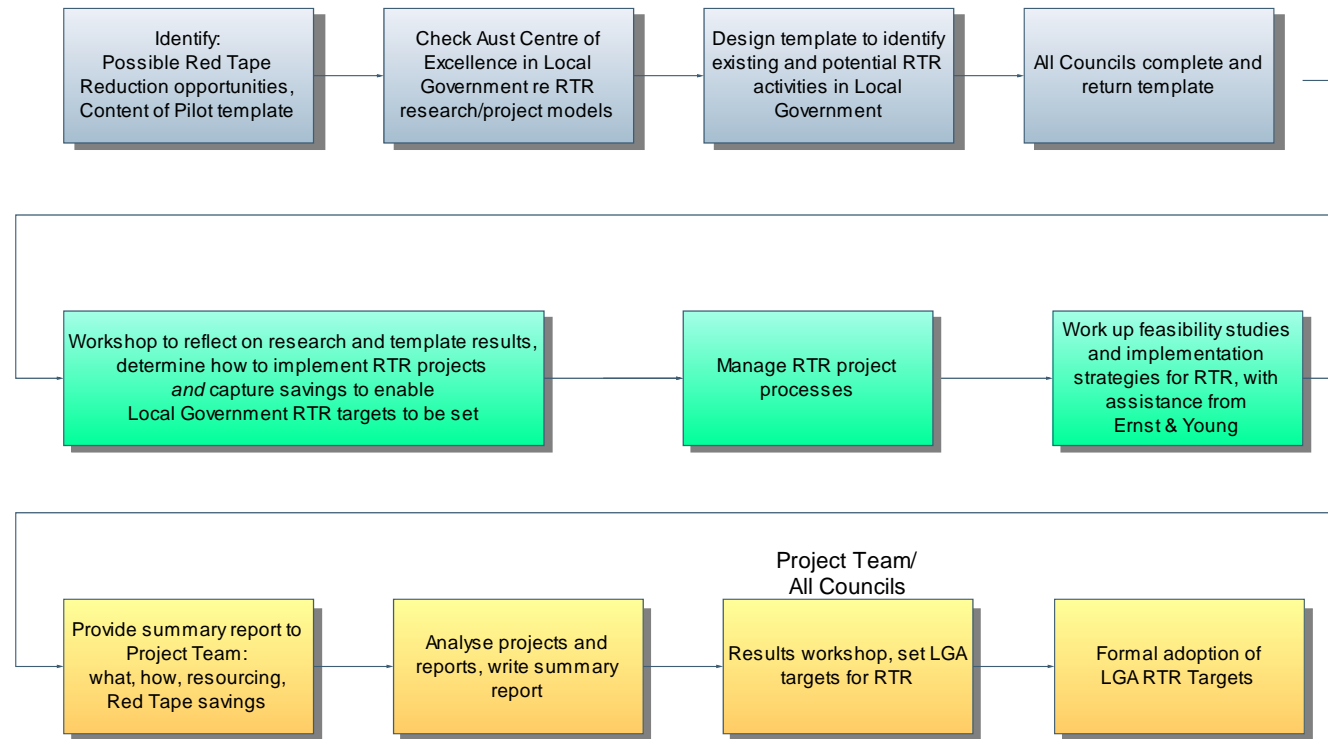 Identify:
Possible Red Tape
Reduction opportunities,
Content of Pilot template
Check Aust Centre of
Excellence in Local
Government re RTR
research/project models
Design template to identify
existing and potential RTR
activities in Local
Government
All Councils complete and
return template
Workshop to reflect on research and template results,
determine how to implement RTR projects
and capture savings to enable
Local Government RTR targets to be set
Manage RTR project
processes
Work up feasibility studies
and implementation
strategies for RTR, with
assistance from
Ernst & Young
Provide summary report to
Project Team:
what, how, resourcing,
Red Tape savings
Analyse projects and
reports, write summary
report
Project Team/
All Councils
Results workshop, set LGA
targets for RTR
Formal adoption of
LGA RTR Targets